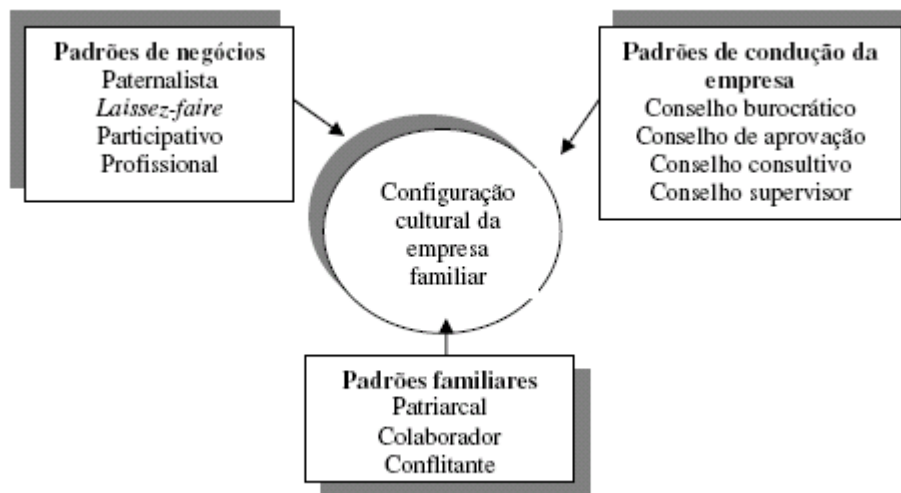 Padrões de negócios
Paternalista
Laissez-faire
Participativo
Profissional
Padrões de condução da
empresa
Conselho burocrático
Conselho de aprovação
Conselho consultivo
Conselho supervisor
Configuração
cultural da
empresa
familiar
Padrões familiares
Patriarcal
Colaborador
Conflitante